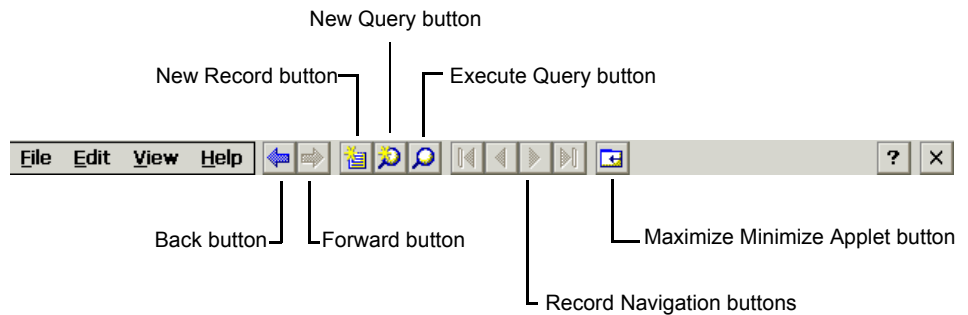 New Query button
New Record button
Execute Query button
File Edit View Help ? ×
Back button
Forward button
Maximize Minimize Applet button
Record Navigation buttons